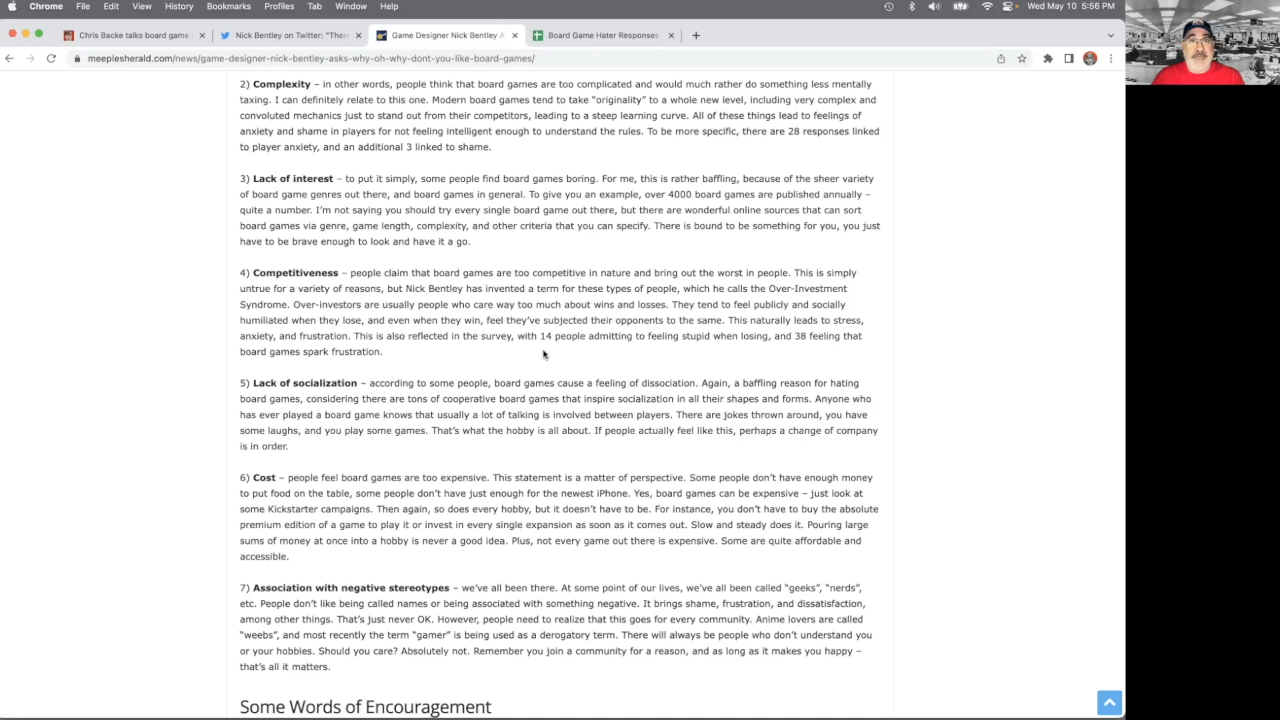 Chrome File Edit View History Bookmarks Profiles Tab Window Help Wed May 10 5:56 PM
Chris Backe talks board game Nick Bentley on Twitter: "Ther Game Designer Nick Bentley A Board Game Hater Responses
meeplesherald.com/news/game-designer-nick-bentley-asks-why-oh-why-dont-you-like-board-games/
2) Complexity – in other words, people think that board games are too complicated and would much rather do something less mentally
taxing. I can definitely relate to this one. Modern board games tend to take "originality" to a whole new level, including very complex and
convoluted mechanics just to stand out from their competitors, leading to a steep learning curve. All of these things lead to feelings of
anxiety and shame in players for not feeling intelligent enough to understand the rules. To be more specific, there are 28 responses linked
to player anxiety, and an additional 3 linked to shame.
3) Lack of interest – to put it simply, some people find board games boring. For me, this is rather baffling, because of the sheer variety
of board game genres out there, and board games in general. To give you an example, over 4000 board games are published annually –
quite a number. I'm not saying you should try every single board game out there, but there are wonderful online sources that can sort
board games via genre, game length, complexity, and other criteria that you can specify. There is bound to be something for you, you just
have to be brave enough to look and have it a go.
4) Competitiveness – people claim that board games are too competitive in nature and bring out the worst in people. This is simply
untrue for a variety of reasons, but Nick Bentley has invented a term for these types of people, which he calls the Over-Investment
Syndrome. Over-investors are usually people who care way too much about wins and losses. They tend to feel publicly and socially
humiliated when they lose, and even when they win, feel they've subjected their opponents to the same. This naturally leads to stress,
anxiety, and frustration. This is also reflected in the survey, with 14 people admitting to feeling stupid when losing, and 38 feeling that
board games spark frustration.
5) Lack of socialization – according to some people, board games cause a feeling of dissociation. Again, a baffling reason for hating
board games, considering there are tons of cooperative board games that inspire socialization in all their shapes and forms. Anyone who
has ever played a board game knows that usually a lot of talking is involved between players. There are jokes thrown around, you have
some laughs, and you play some games. That's what the hobby is all about. If people actually feel like this, perhaps a change of company
is in order.
6) Cost – people feel board games are too expensive. This statement is a matter of perspective. Some people don't have enough money
to put food on the table, some people don't have just enough for the newest iPhone. Yes, board games can be expensive – just look at
some Kickstarter campaigns. Then again, so does every hobby, but it doesn't have to be. For instance, you don't have to buy the absolute
premium edition of a game to play it or invest in every single expansion as soon as it comes out. Slow and steady does it. Pouring large
sums of money at once into a hobby is never a good idea. Plus, not every game out there is expensive. Some are quite affordable and
accessible.
7) Association with negative stereotypes – we've all been there. At some point of our lives, we've all been called "geeks", "nerds",
etc. People don't like being called names or being associated with something negative. It brings shame, frustration, and dissatisfaction,
among other things. That's just never OK. However, people need to realize that this goes for every community. Anime lovers are called
"weebs", and most recently the term "gamer" is being used as a derogatory term. There will always be people who don't understand you
or your hobbies. Should you care? Absolutely not. Remember you join a community for a reason, and as long as it makes you happy –
that's all it matters.
Some Words of Encouragement